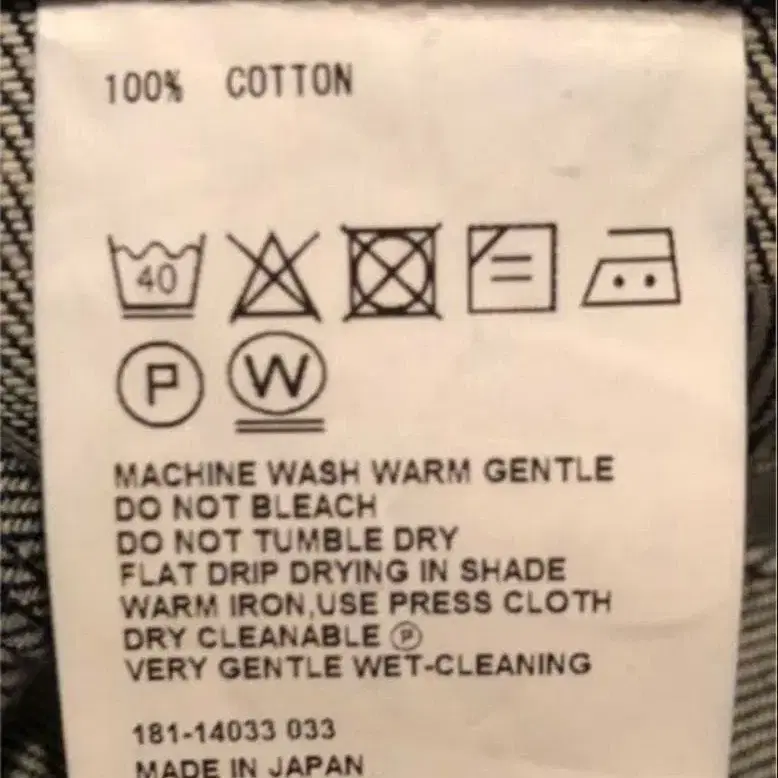 100% COTTON
40
P W
MACHINE WASH WARM GENTLE
DO NOT BLEACH
DO NOT TUMBLE DRY
FLAT DRIP DRYING IN SHADE
WARM IRON,USE PRESS CLOTH
DRY CLEANABLE Ⓟ
VERY GENTLE WET-CLEANING
181-14033 033
MADE IN JAPAN